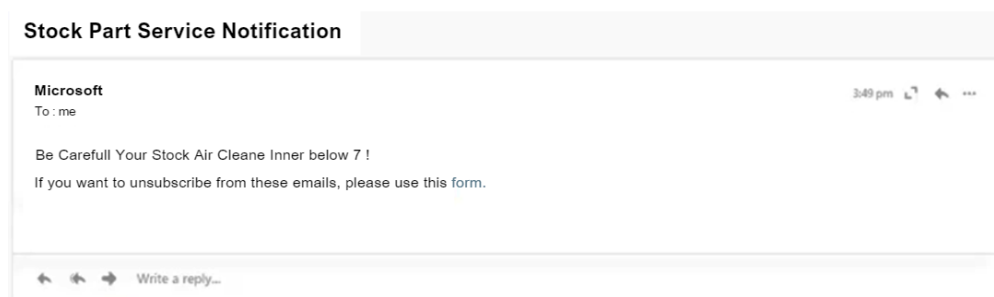 Stock Part Service Notification
Microsoft
3:49 pm
To : me
Be Carefull Your Stock Air Cleane Inner below 7 !
If you want to unsubscribe from these emails, please use this form.
Write a reply...